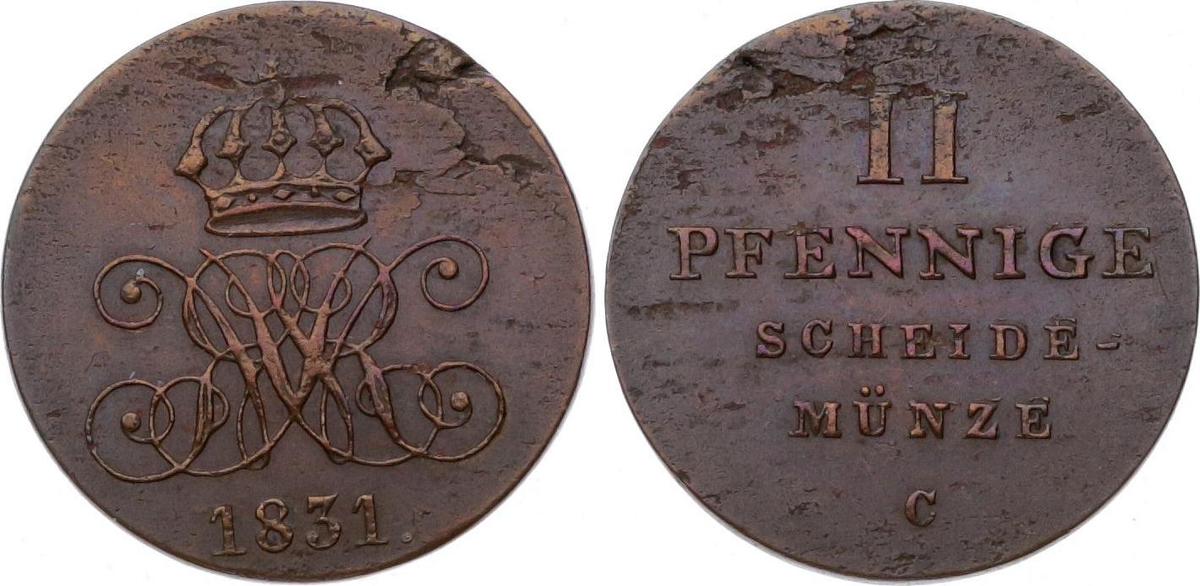 1831.
II
PFENNIGE
SCHEIDE-
MÜNZE
C